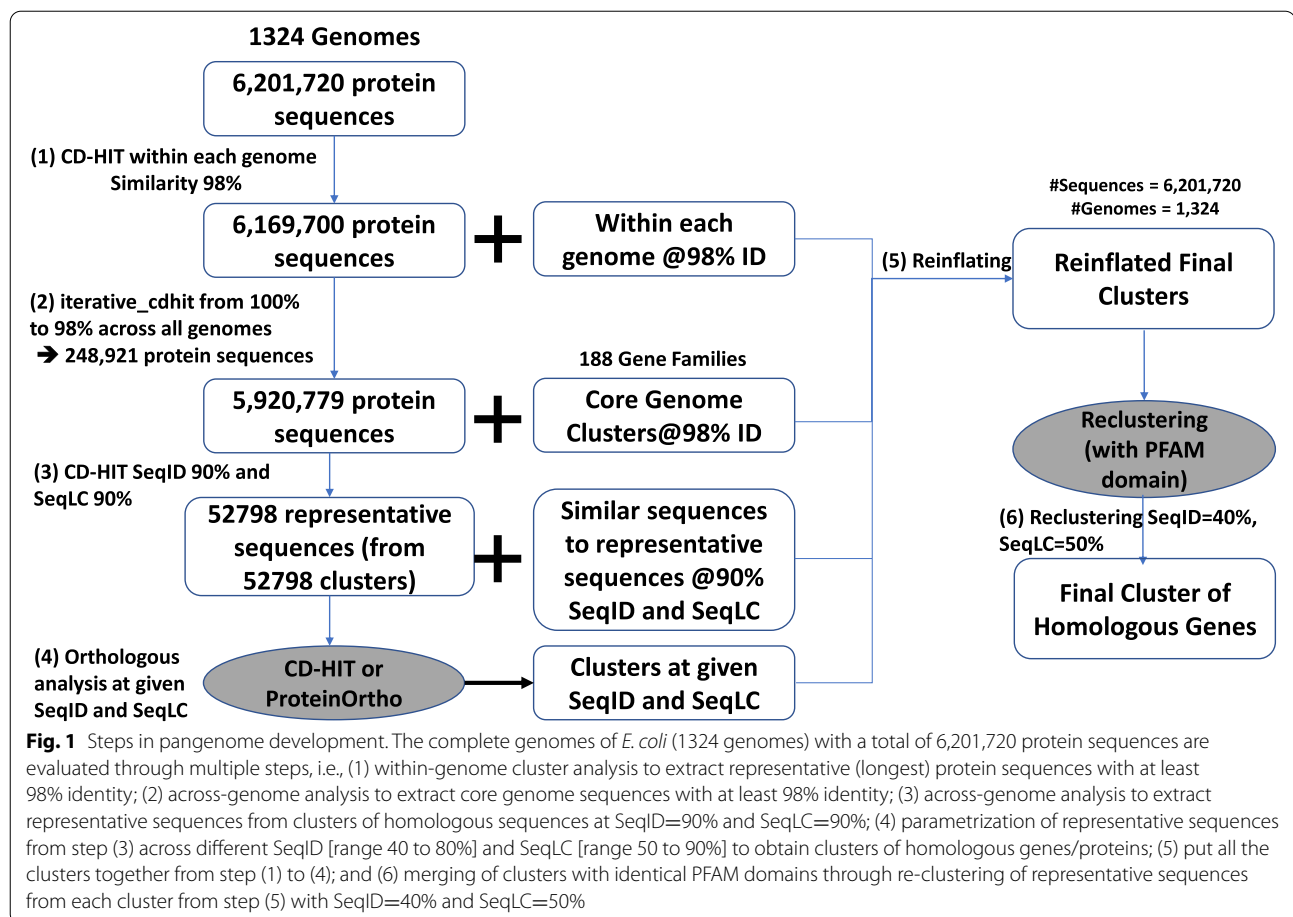 1324 Genomes
6,201,720 protein
sequences
(1) CD-HIT within each genome
Similarity 98%
6,169,700 protein
sequences
+
Within each
genome @98% ID
(2) iterative_cdhit from 100%
to 98% across all genomes
➔ 248,921 protein sequences
188 Gene Families
5,920,779 protein
sequences
+
Core Genome
Clusters@98% ID
(3) CD-HIT SeqID 90% and
SeqLC 90%
52798 representative
sequences (from
52798 clusters)
+
Similar sequences
to representative
sequences @90%
SeqID and SeqLC
(4) Orthologous
analysis at given
SeqID and SeqLC
CD-HIT or
ProteinOrtho
Clusters at given
SeqID and SeqLC
(5) Reinflating
#Sequences = 6,201,720
#Genomes = 1,324
Reinflated Final
Clusters
Reclustering
(with PFAM
domain)
(6) Reclustering SeqID=40%,
SeqLC=50%
Final Cluster of
Homologous Genes
Fig. 1 Steps in pangenome development. The complete genomes of E. coli (1324 genomes) with a total of 6,201,720 protein sequences are
evaluated through multiple steps, i.e., (1) within-genome cluster analysis to extract representative (longest) protein sequences with at least
98% identity; (2) across-genome analysis to extract core genome sequences with at least 98% identity; (3) across-genome analysis to extract
representative sequences from clusters of homologous sequences at SeqID=90% and SeqLC=90%; (4) parametrization of representative sequences
from step (3) across different SeqID [range 40 to 80%] and SeqLC [range 50 to 90%] to obtain clusters of homologous genes/proteins; (5) put all the
clusters together from step (1) to (4); and (6) merging of clusters with identical PFAM domains through re-clustering of representative sequences
from each cluster from step (5) with SeqID=40% and SeqLC=50%